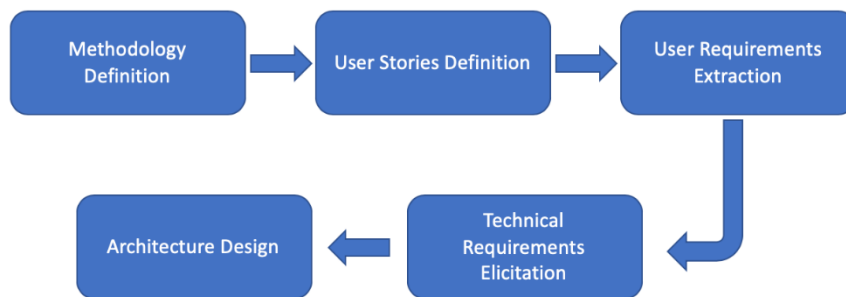 Methodology
Definition
User Stories Definition
User Requirements
Extraction
Technical
Requirements
Elicitation
Architecture Design